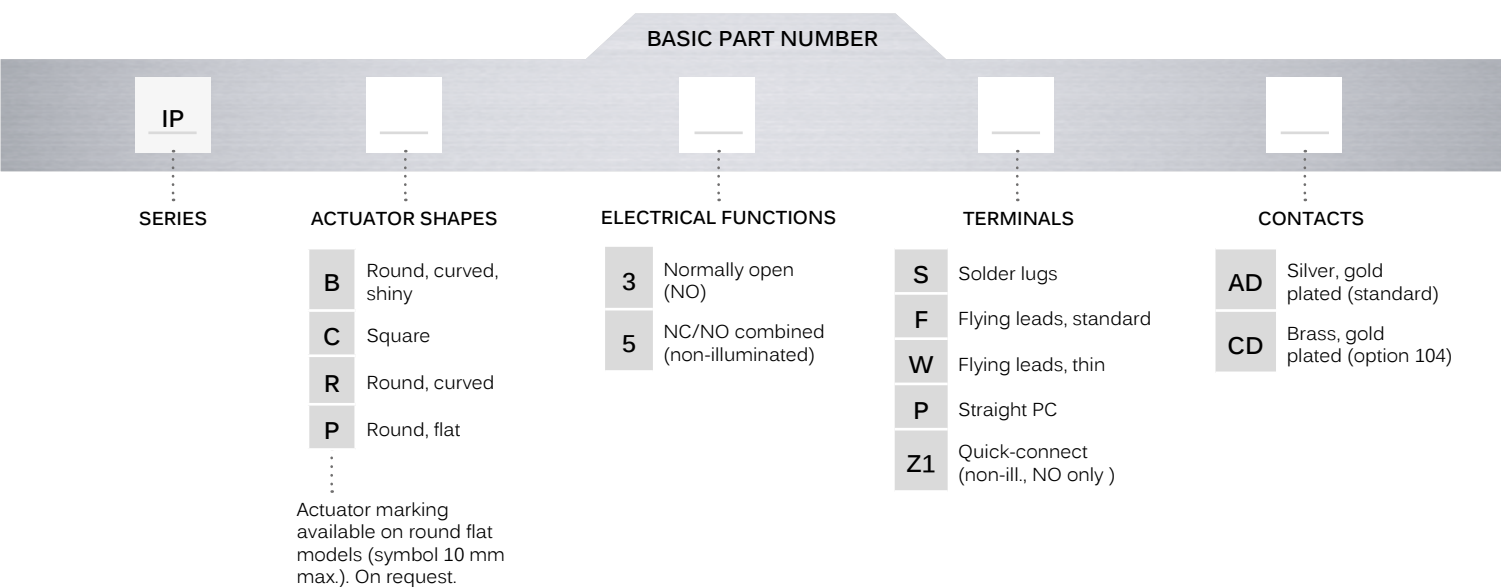 BASIC PART NUMBER
IP
SERIES
ACTUATOR SHAPES
B
Round, curved,
shiny
C
Square
R
Round, curved
P
Round, flat
Actuator marking
available on round flat
models (symbol 10 mm
max.). On request.
ELECTRICAL FUNCTIONS
3
Normally open
(NO)
5
NC/NO combined
(non-illuminated)
TERMINALS
S
Solder lugs
F
Flying leads, standard
W
Flying leads, thin
P
Straight PC
Z1
Quick-connect
(non-ill., NO only )
CONTACTS
AD
Silver, gold
plated (standard)
CD
Brass, gold
plated (option 104)